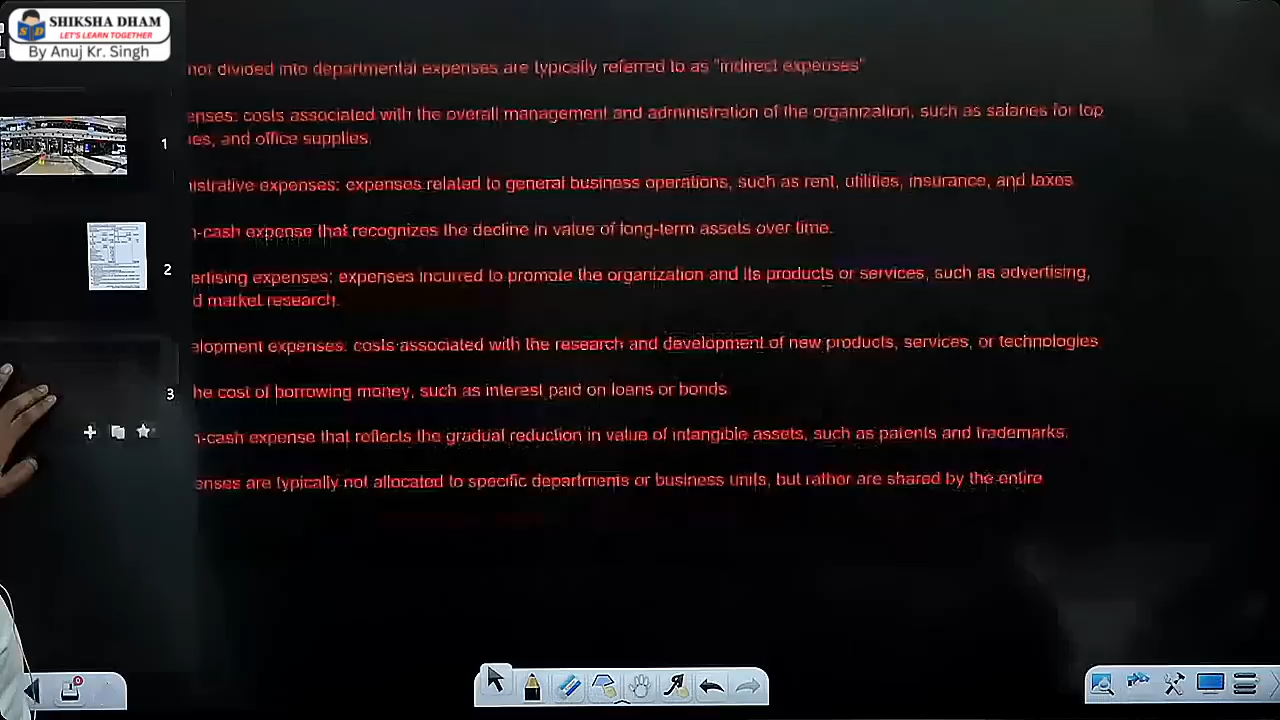 SHIKSHA DHAM
LET'S LEARN TOGETHER
By Anuj Kr. Singh
not divided into departmental expenses are typically referred to as "indirect expenses"
enses: costs associated with the overall management and administration of the organization, such as salaries for top
es, and office supplies.
istrative expenses: expenses related to general business operations, such as rent, utilities, insurance, and taxes
n-cash expense that recognizes the decline in value of long-term assets over time.
ertising expenses: expenses incurred to promote the organization and its products or services, such as advertising,
d market research.
elopment expenses: costs associated with the research and development of new products, services, or technologies
he cost of borrowing money, such as interest paid on loans or bonds
n-cash expense that reflects the gradual reduction in value of intangible assets, such as patents and trademarks.
enses are typically not allocated to specific departments or business units, but rather are shared by the entire
1
2
3
0